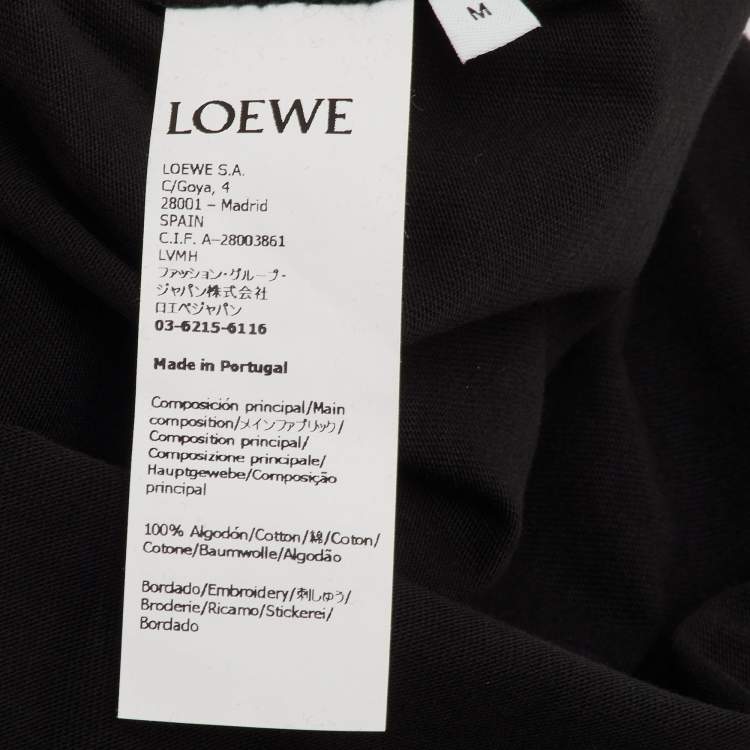 M
LOEWE
LOEWE S.A.
C/Goya, 4
28001 – Madrid
SPAIN
C.I.F. A-28003861
LVMH
ファッション・グループ・
ジャパン株式会社
ロエベジャパン
03-6215-6116
Made in Portugal
Composición principal/Main
composition/メインファブリック/
Composition principal/
Composizione principale/
Hauptgewebe/Composição
principal
100% Algodón/Cotton/綿/Coton/
Cotone/Baumwolle/Algodão
Bordado/Embroidery/刺しゅう/
Broderie/Ricamo/Stickerei/
Bordado